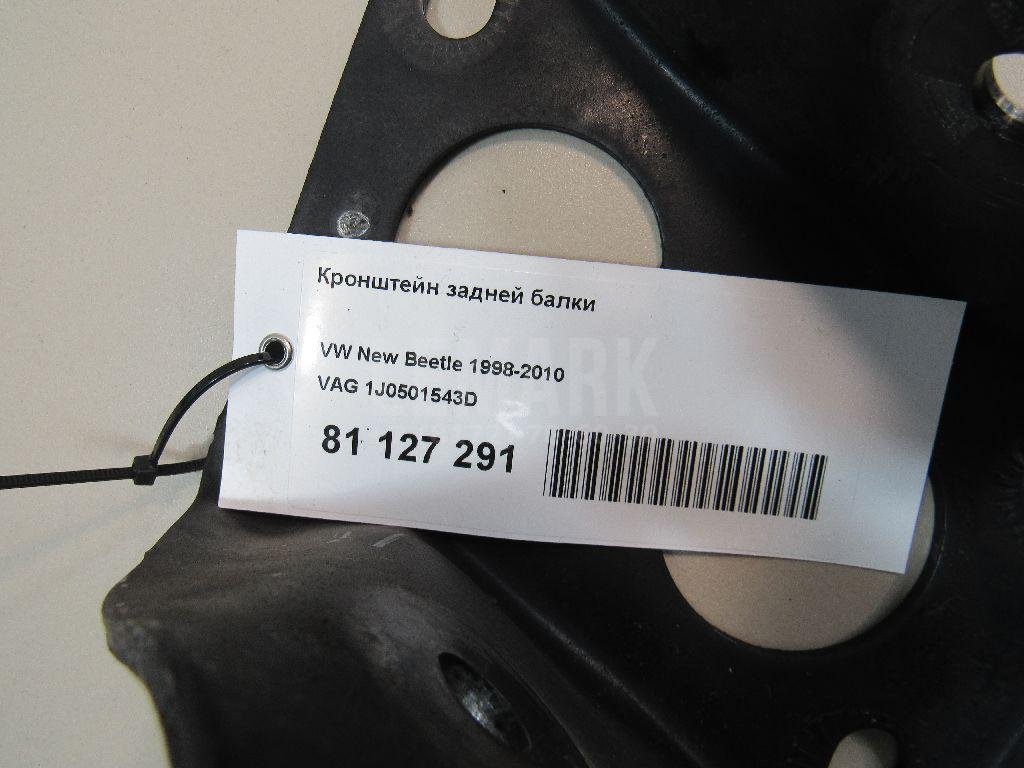 Кронштейн задней балки
VW New Beetle 1998-2010
VAG 1J0501543D
81 127 291